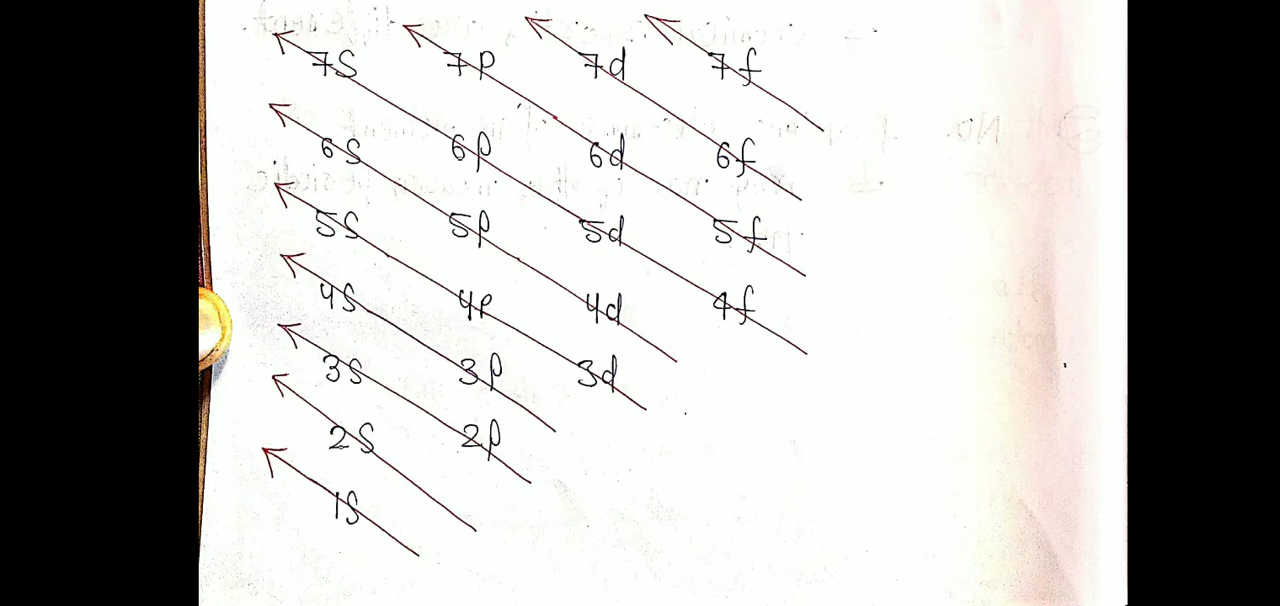 7s 7p 7d 7f
6s 6p 6d 6f
5s 5p 5d 5f
4s 4p 4d 4f
3s 3p 3d
2s 2p
1s